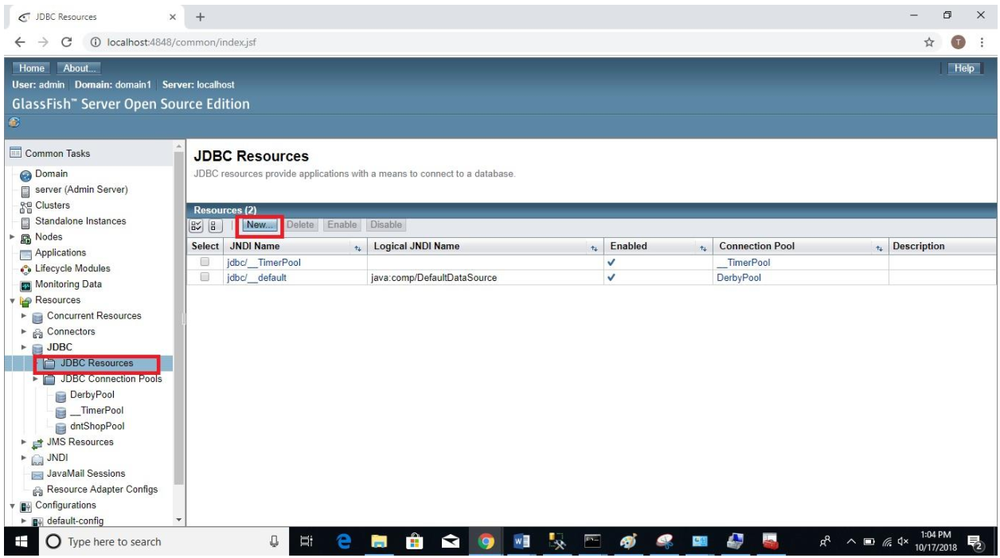 JDBC Resources
localhost:4848/common/index.jsf
T
Home About...
Help
User: admin Domain: domain1 Server: localhost
GlassFish™ Server Open Source Edition
Common Tasks
Domain
server (Admin Server)
Clusters
Standalone Instances
Nodes
Applications
Lifecycle Modules
Monitoring Data
Resources
Concurrent Resources
Connectors
JDBC
JDBC Resources
JDBC Connection Pools
DerbyPool
__TimerPool
dntShopPool
JMS Resources
JNDI
JavaMail Sessions
Resource Adapter Configs
Configurations
default-config
JDBC Resources
JDBC resources provide applications with a means to connect to a database.
Resources (2)
New... Delete Enable Disable
Select JNDI Name Logical JNDI Name Enabled Connection Pool Description
jdbc/__TimerPool __TimerPool
jdbc/__default java:comp/DefaultDataSource DerbyPool
Type here to search
1:04 PM
10/17/2018
2